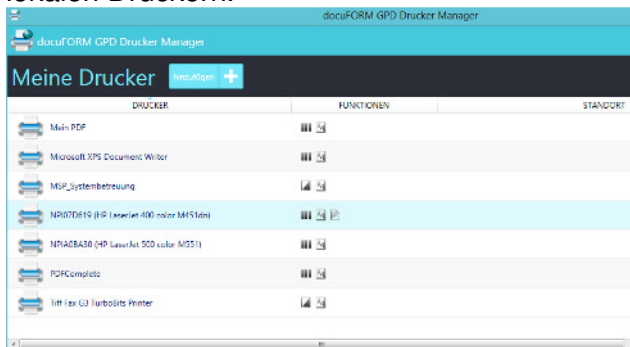 lokalen Druckern.
docuFORM GPD Drucker Manager
docuFORM GPD Drucker Manager
Meine Drucker hinzufügen +
DRUCKER FUNKTIONEN STANDORT
Mein PDF
Microsoft XPS Document Writer
MSP_Systembetreuung
NPI07D619 (HP LaserJet 400 color M451dn)
NPIA0BA30 (HP LaserJet 500 color M551)
PDFComplete
Tiff Fax G3 TurboBits Printer